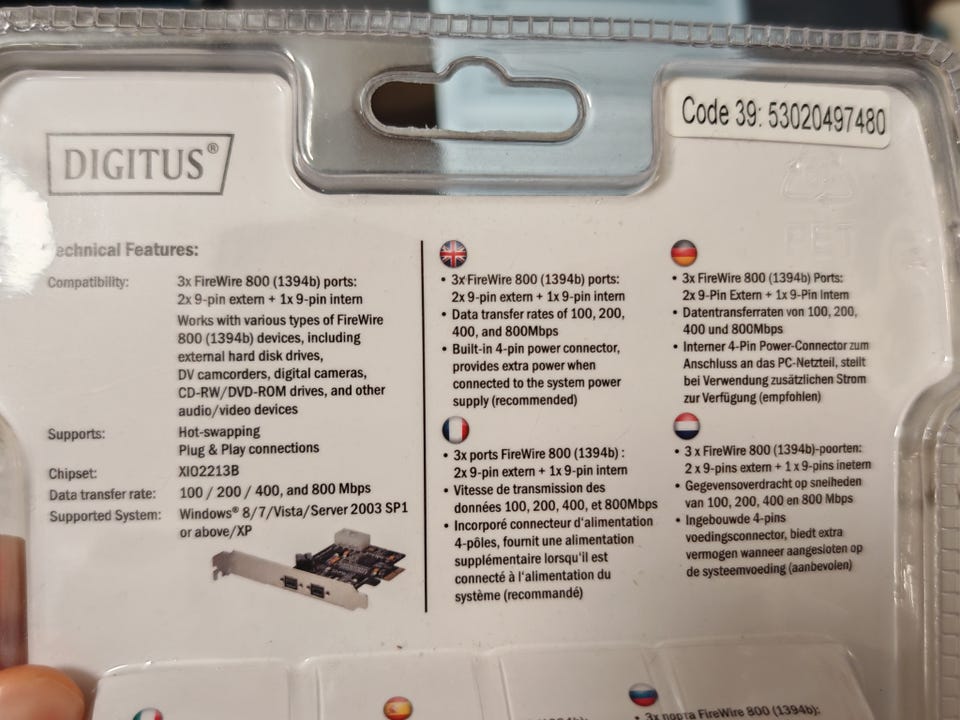 Code 39: 53020497480
DIGITUS®
echnical Features:
Compatibility: 3x FireWire 800 (1394b) ports:
2x 9-pin extern + 1x 9-pin intern
Works with various types of FireWire
800 (1394b) devices, including
external hard disk drives,
DV camcorders, digital cameras,
CD-RW/DVD-ROM drives, and other
audio/video devices
Supports: Hot-swapping
Plug & Play connections
Chipset: XIO2213B
Data transfer rate: 100 / 200 / 400, and 800 Mbps
Supported System: Windows® 8/7/Vista/Server 2003 SP1
or above/XP
• 3x FireWire 800 (1394b) ports:
2x 9-pin extern + 1x 9-pin intern
• Data transfer rates of 100, 200,
400, and 800Mbps
• Built-in 4-pin power connector,
provides extra power when
connected to the system power
supply (recommended)
• 3x ports FireWire 800 (1394b) :
2x 9-pin extern + 1x 9-pin intern
• Vitesse de transmission des
données 100, 200, 400, et 800Mbps
• Incorporé connecteur d'alimentation
4-pôles, fournit une alimentation
supplémentaire lorsqu'il est
connecté à l'alimentation du
système (recommandé)
• 3x FireWire 800 (1394b) Ports:
2x 9-Pin Extern + 1x 9-Pin Intern
• Datentransferraten von 100, 200,
400 und 800Mbps
• Interner 4-Pin Power-Connector zum
Anschluss an das PC-Netzteil, stellt
bei Verwendung zusätzlichen Strom
zur Verfügung (empfohlen)
• 3 x FireWire 800 (1394b)-poorten:
2 x 9-pins extern + 1 x 9-pins inetern
• Gegevensoverdracht op snelheden
van 100, 200, 400 en 800 Mbps
• Ingebouwde 4-pins
voedingsconnector, biedt extra
vermogen wanneer aangesloten op
de systeemvoeding (aanbevolen)
• 3x порта FireWire 800 (1394b):